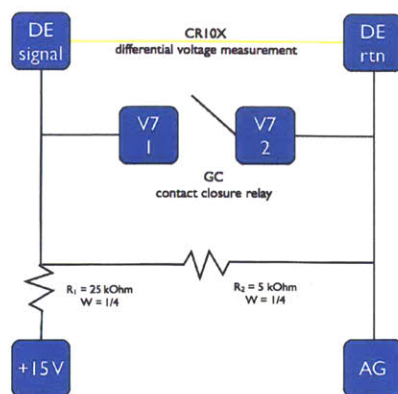 DE
signal
CR10X
differential voltage measurement
DE
rtn
V7
1
V7
2
GC
contact closure relay
R₁ = 25 kOhm
W = 1/4
R₂ = 5 kOhm
W = 1/4
+15V
AG